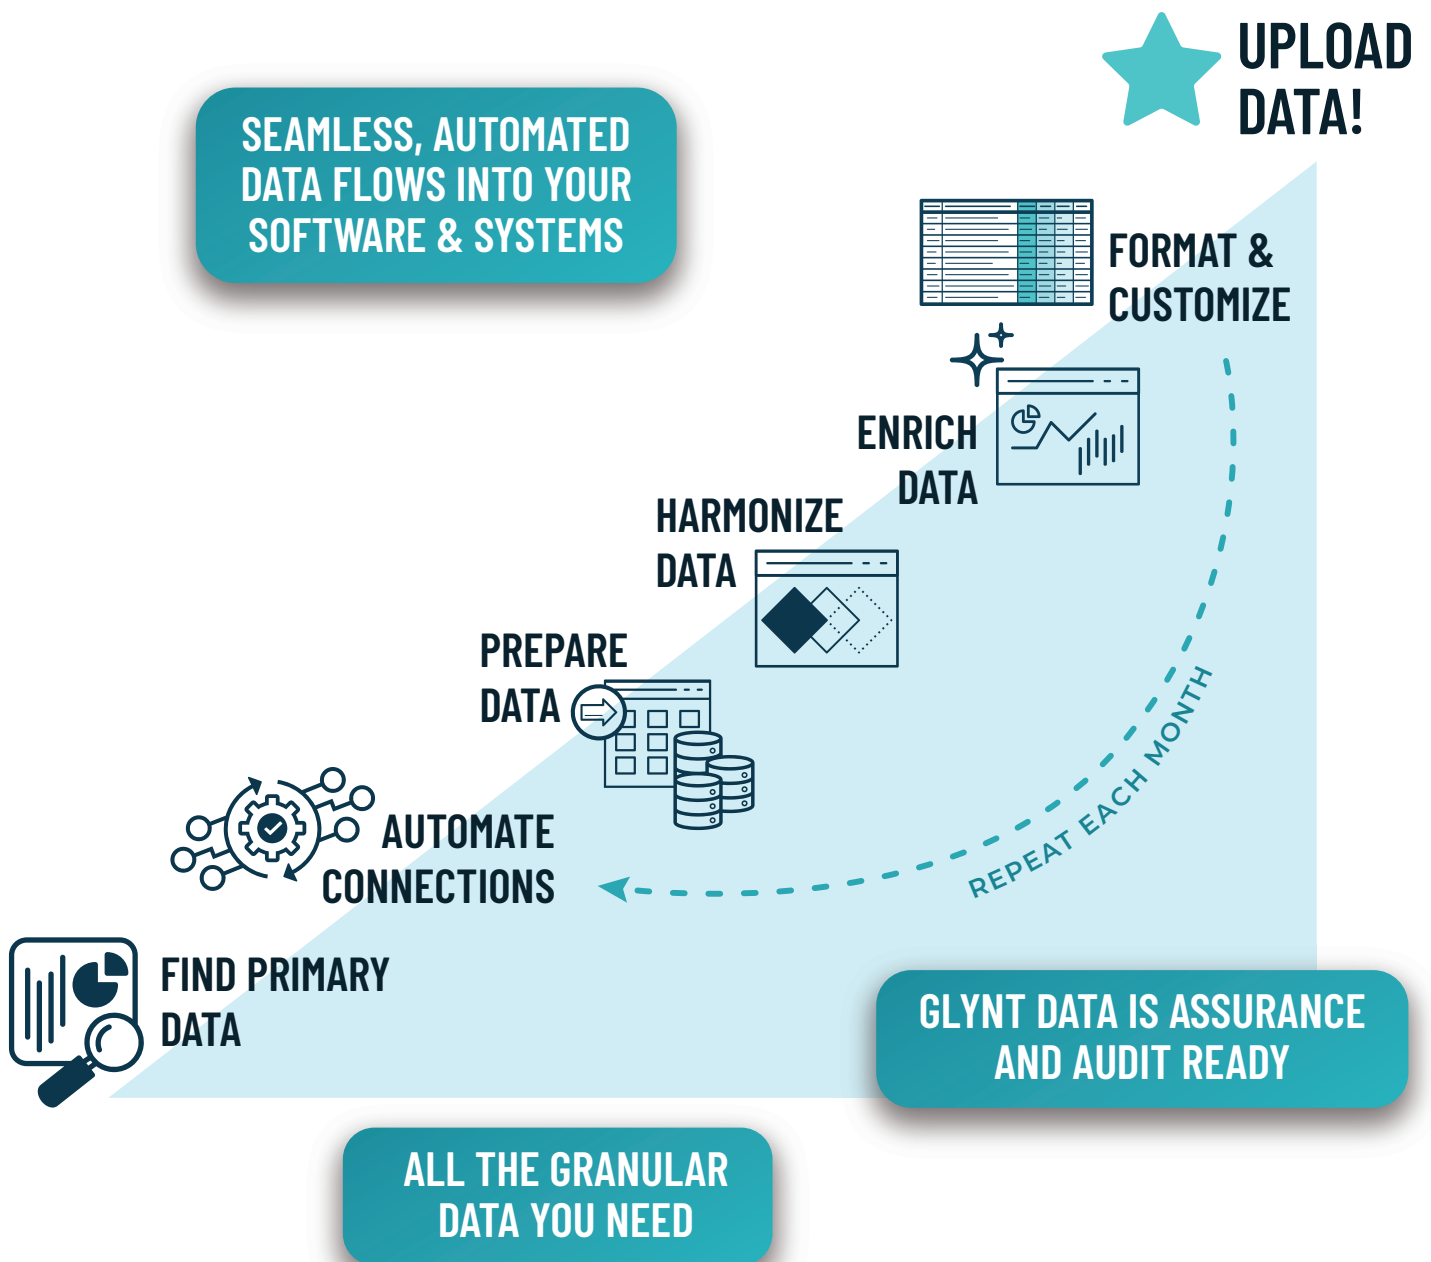 UPLOAD
DATA!
SEAMLESS, AUTOMATED
DATA FLOWS INTO YOUR
SOFTWARE & SYSTEMS
FORMAT &
CUSTOMIZE
ENRICH
DATA
HARMONIZE
DATA
PREPARE
DATA
AUTOMATE
CONNECTIONS
REPEAT EACH MONTH
FIND PRIMARY
DATA
GLYNT DATA IS ASSURANCE
AND AUDIT READY
ALL THE GRANULAR
DATA YOU NEED